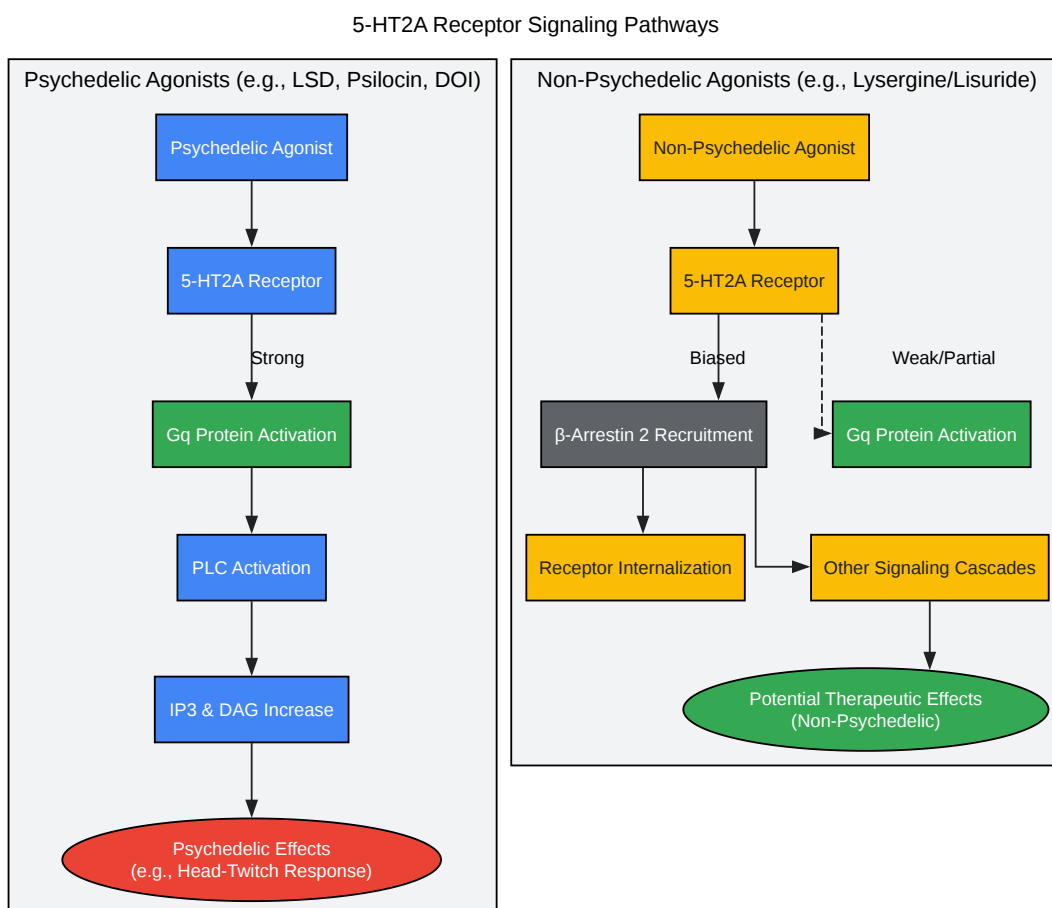 5-HT2A Receptor Signaling Pathways
Psychedelic Agonists (e.g., LSD, Psilocin, DOI)
Psychedelic Agonist
5-HT2A Receptor
Strong
Gq Protein Activation
PLC Activation
IP3 & DAG Increase
Psychedelic Effects
(e.g., Head-Twitch Response)
Non-Psychedelic Agonists (e.g., Lysergine/Lisuride)
Non-Psychedelic Agonist
5-HT2A Receptor
Biased
Weak/Partial
β-Arrestin 2 Recruitment
Gq Protein Activation
Receptor Internalization
Other Signaling Cascades
Potential Therapeutic Effects
(Non-Psychedelic)